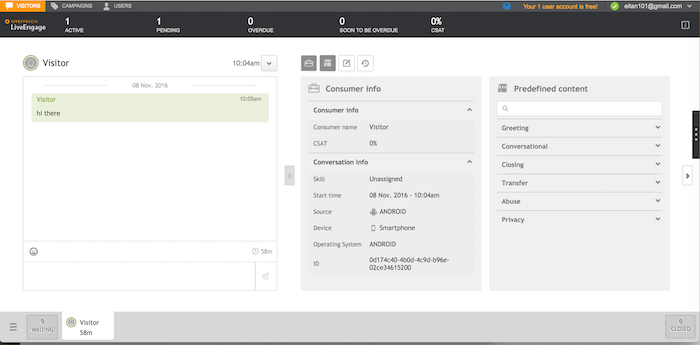 VISITORS
CAMPAIGNS
USERS
Your 1 user account is free!
eitan101@gmail.com
LIVEPERSON
LiveEngage
1
ACTIVE
1
PENDING
0
OVERDUE
0
SOON TO BE OVERDUE
0%
CSAT
Visitor
10:04am
08 Nov. 2016
Visitor
10:05am
hi there
58m
Consumer info
Consumer info
Consumer name Visitor
CSAT 0%
Conversation info
Skill Unassigned
Start time 08 Nov. 2016 - 10:04am
Source ANDROID
Device Smartphone
Operating System ANDROID
ID 0d174c40-4b0d-4c9d-b96e-
02ce34615200
Predefined content
Greeting
Conversational
Closing
Transfer
Abuse
Privacy
0
WAITING
Visitor
58m
0
CLOSED